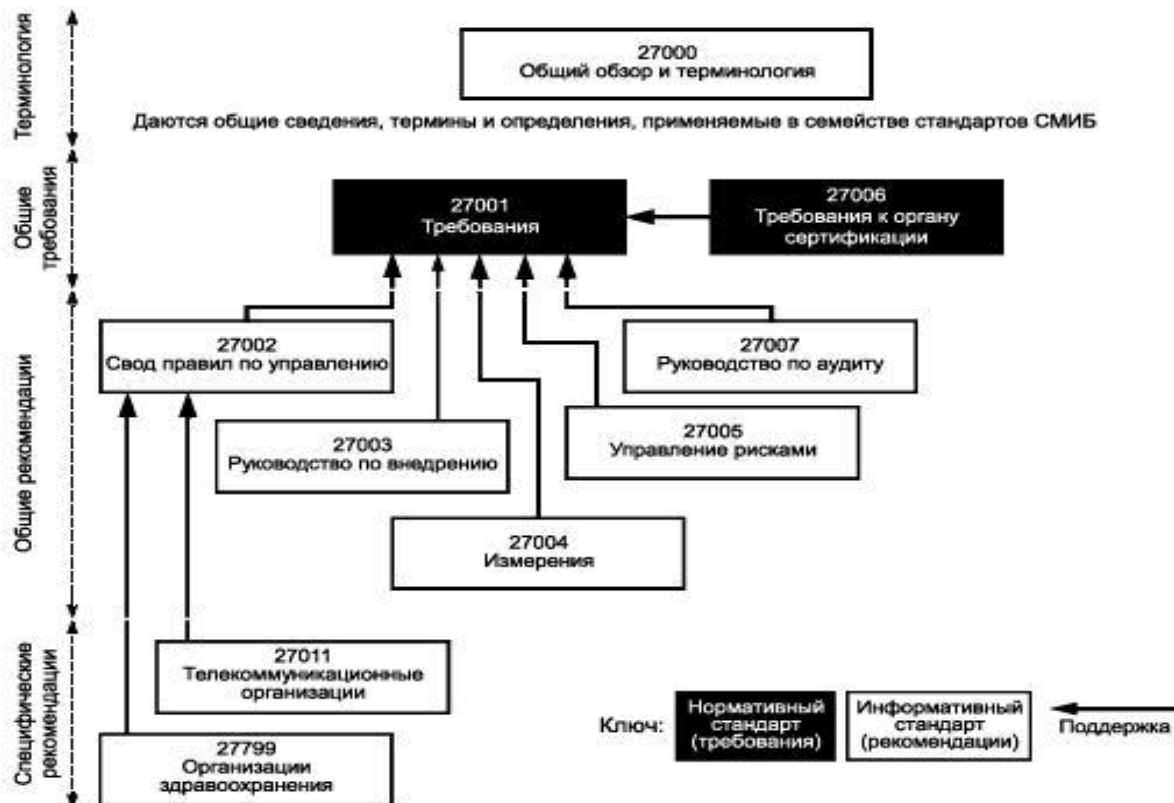 Терминология
27000
Общий обзор и терминология
Даются общие сведения, термины и определения, применяемые в семействе стандартов СМИБ
Общие
требования
27001
Требования
27006
Требования к органу
сертификации
Общие рекомендации
27002
Свод правил по управлению
27007
Руководство по аудиту
27003
Руководство по внедрению
27005
Управление рисками
27004
Измерения
Специфические
рекомендации
27011
Телекоммуникационные
организации
27799
Организации
здравоохранения
Ключ:
Нормативный
стандарт
(требования)
Информативный
стандарт
(рекомендации)
Поддержка